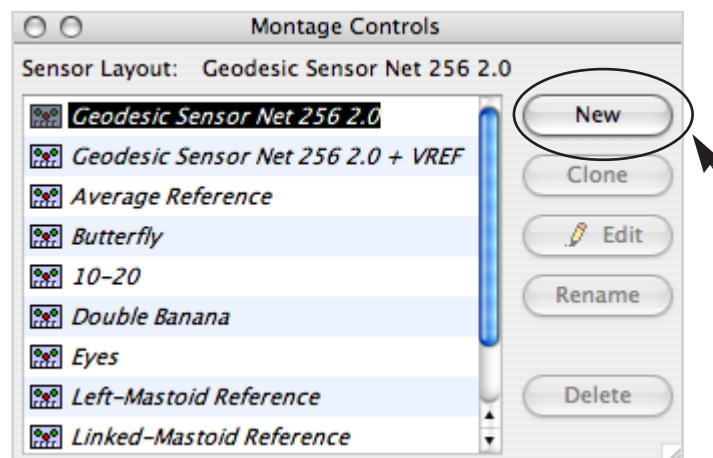 Montage Controls
Sensor Layout: Geodesic Sensor Net 256 2.0
Geodesic Sensor Net 256 2.0
Geodesic Sensor Net 256 2.0 + VREF
Average Reference
Butterfly
10-20
Double Banana
Eyes
Left-Mastoid Reference
Linked-Mastoid Reference
New
Clone
Edit
Rename
Delete